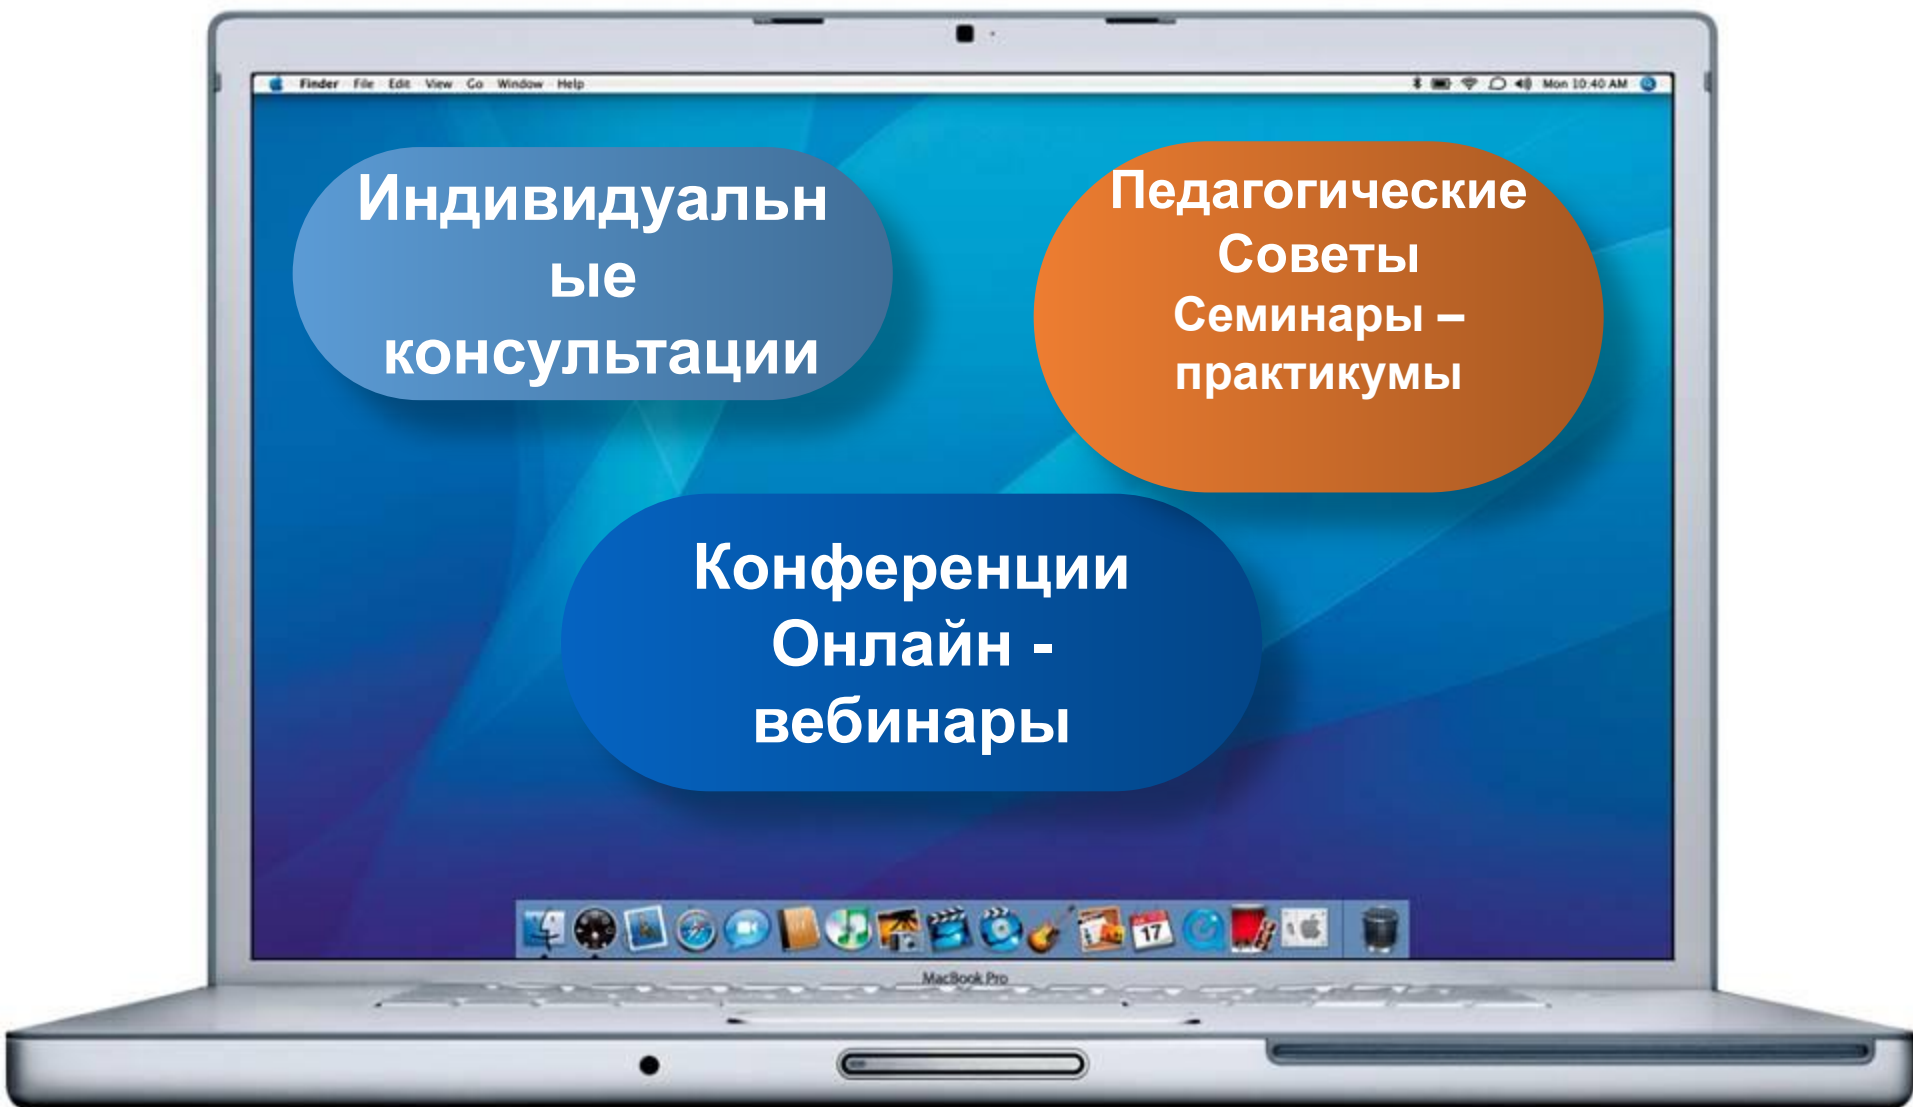 Finder File Edit View Go Window Help
Mon 10:40 AM
Индивидуальн
ые
консультации
Педагогические
Советы
Семинары –
практикумы
Конференции
Онлайн -
вебинары
17
MacBook Pro